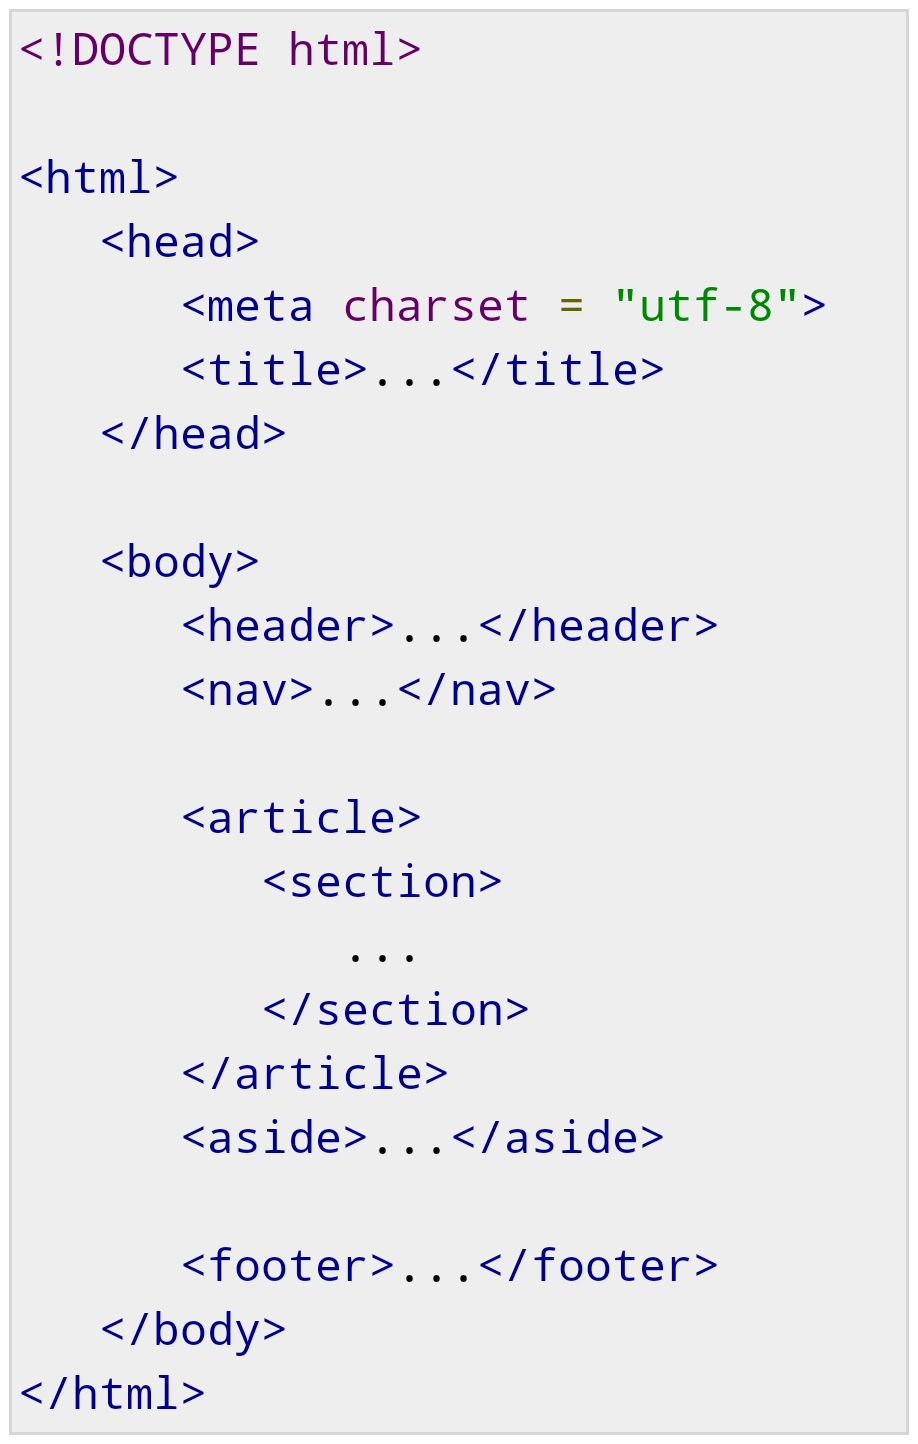 <!DOCTYPE html>
<html>
<head>
<meta charset = "utf-8">
<title>...</title>
</head>
<body>
<header>...</header>
<nav>...</nav>
<article>
<section>
...
</section>
</article>
<aside>...</aside>
<footer>...</footer>
</body>
</html>